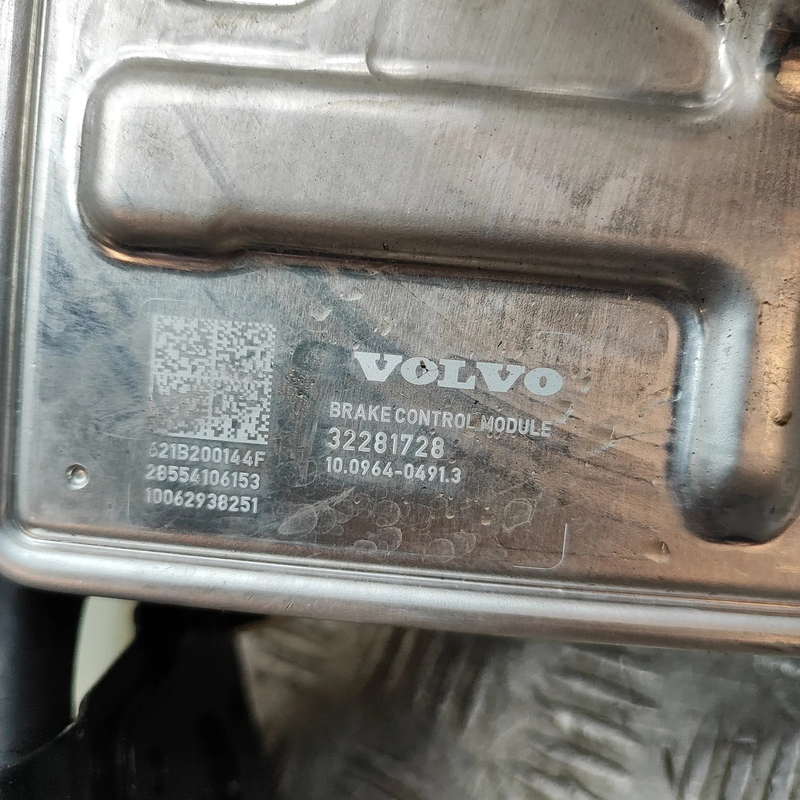 VOLVO
BRAKE CONTROL MODULE
32281728
10.0964-0491.3
621B200144F
28554106153
10062938251